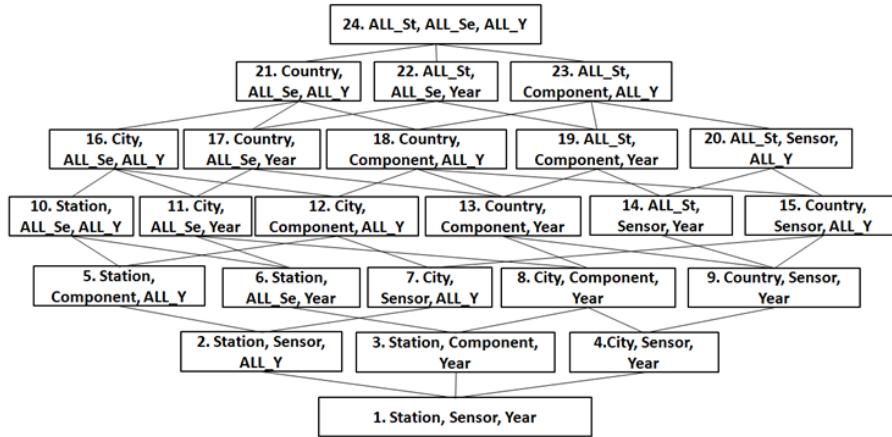 24. ALL_St, ALL_Se, ALL_Y
21. Country,
ALL_Se, ALL_Y
22. ALL_St,
ALL_Se, Year
23. ALL_St,
Component, ALL_Y
16. City,
ALL_Se, ALL_Y
17. Country,
ALL_Se, Year
18. Country,
Component, ALL_Y
19. ALL_St,
Component, Year
20. ALL_St, Sensor,
ALL_Y
10. Station,
ALL_Se, ALL_Y
11. City,
ALL_Se, Year
12. City,
Component, ALL_Y
13. Country,
Component, Year
14. ALL_St,
Sensor, Year
15. Country,
Sensor, ALL_Y
5. Station,
Component, ALL_Y
6. Station,
ALL_Se, Year
7. City,
Sensor, ALL_Y
8. City, Component,
Year
9. Country, Sensor,
Year
2. Station, Sensor,
ALL_Y
3. Station, Component,
Year
4.City, Sensor,
Year
1. Station, Sensor, Year